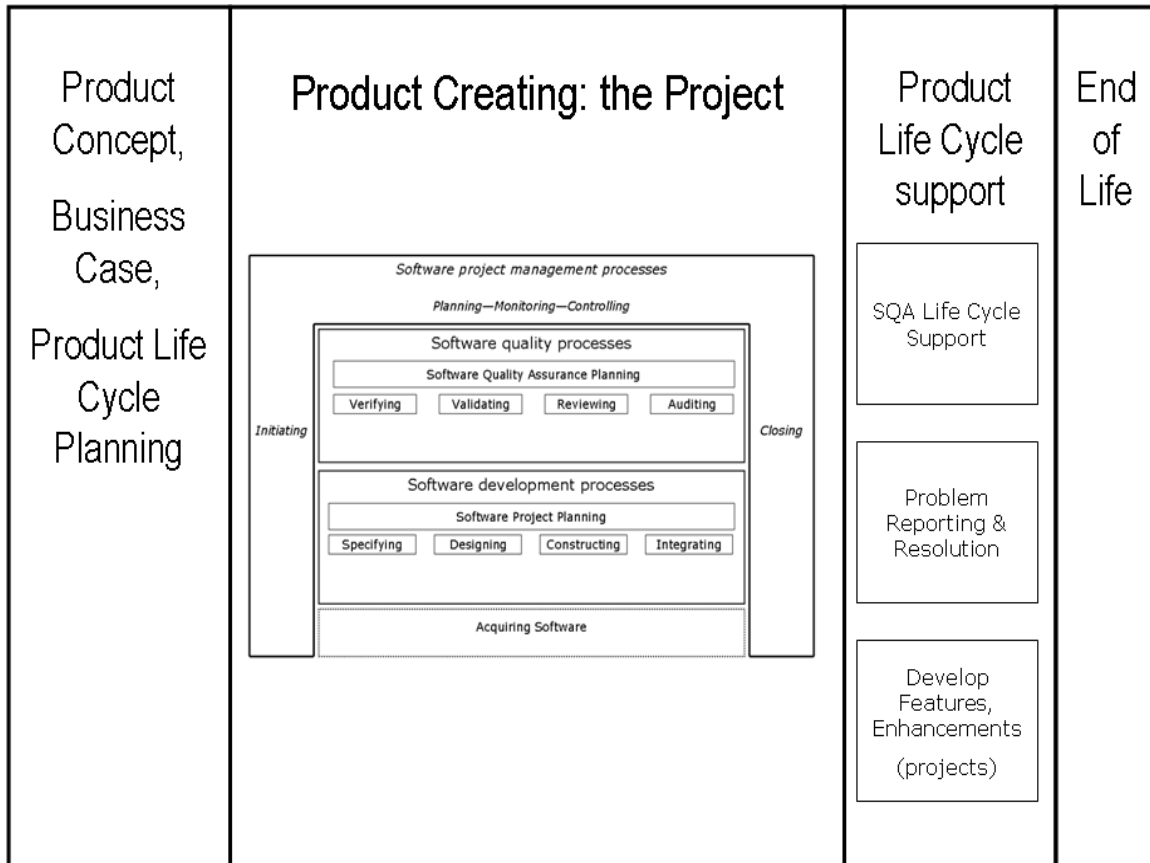 Product
Concept,
Business
Case,
Product Life
Cycle
Planning
Product Creating: the Project
Software project management processes
Planning—Monitoring—Controlling
Initiating
Software quality processes
Software Quality Assurance Planning
Verifying
Validating
Reviewing
Auditing
Software development processes
Software Project Planning
Specifying
Designing
Constructing
Integrating
Acquiring Software
Closing
Product
Life Cycle
support
SQA Life Cycle
Support
Problem
Reporting &
Resolution
Develop
Features,
Enhancements
(projects)
End
of
Life